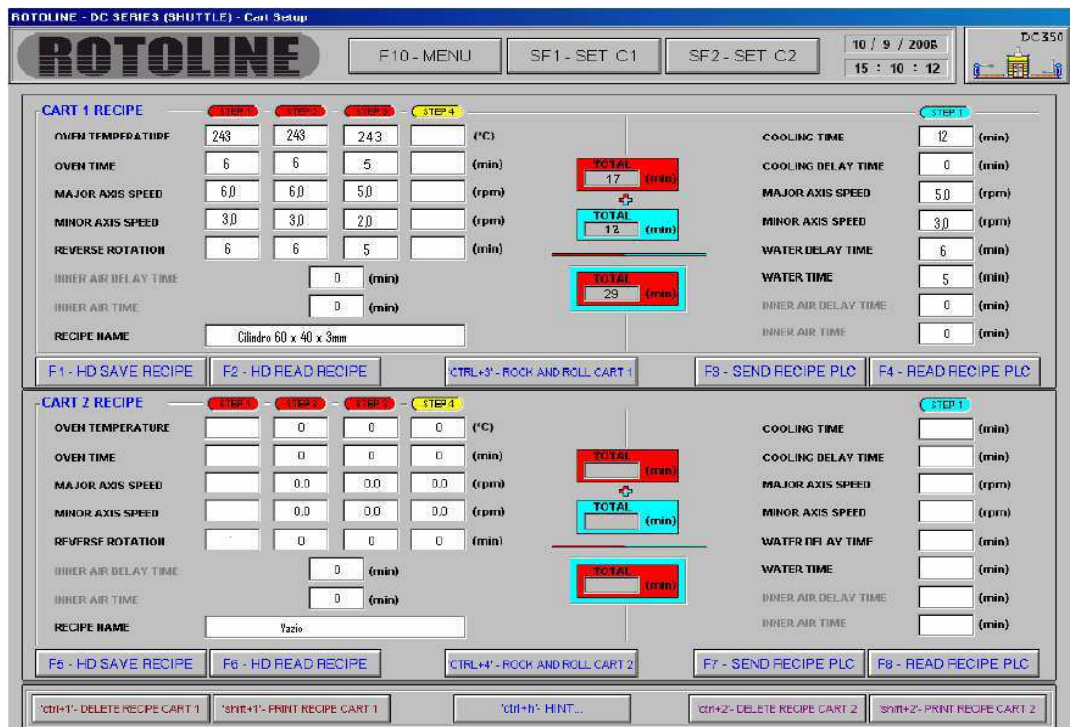 ROTOLINE - DC SERIES (SHUTTLE) - Cart Setup
ROTOLINE F10 - MENU SF1 - SET C1 SF2 - SET C2 10 / 9 / 2006 DC350
15 : 10 : 12
CART 1 RECIPE STEP 1 STEP 2 STEP 3 STEP 4 STEP 1
OVEN TEMPERATURE 243 243 243 (°C) COOLING TIME 12 (min)
OVEN TIME 6 6 5 (min) TOTAL 17 (min) COOLING DELAY TIME 0 (min)
MAJOR AXIS SPEED 6,0 6,0 5,0 (rpm) MAJOR AXIS SPEED 5,0 (rpm)
MINOR AXIS SPEED 3,0 3,0 2,0 (rpm) TOTAL 12 (min) MINOR AXIS SPEED 3,0 (rpm)
REVERSE ROTATION 6 6 5 (min) WATER DELAY TIME 6 (min)
INNER AIR DELAY TIME 0 (min) TOTAL 29 (min) WATER TIME 5 (min)
INNER AIR TIME 0 (min) INNER AIR DELAY TIME 0 (min)
RECIPE NAME Cilindro 60 x 40 x 3mm INNER AIR TIME 0 (min)
F1 - HD SAVE RECIPE F2 - HD READ RECIPE 'CTRL+3' - ROCK AND ROLL CART 1 F3 - SEND RECIPE PLC F4 - READ RECIPE PLC
CART 2 RECIPE STEP 1 STEP 2 STEP 3 STEP 4 STEP 1
OVEN TEMPERATURE 0 0 0 (°C) COOLING TIME (min)
OVEN TIME 0 0 0 (min) TOTAL (min) COOLING DELAY TIME (min)
MAJOR AXIS SPEED 0,0 0,0 0,0 (rpm) MAJOR AXIS SPEED (rpm)
MINOR AXIS SPEED 0,0 0,0 0,0 (rpm) TOTAL (min) MINOR AXIS SPEED (rpm)
REVERSE ROTATION 0 0 0 (min) WATER DELAY TIME (min)
INNER AIR DELAY TIME 0 (min) TOTAL (min) WATER TIME (min)
INNER AIR TIME 0 (min) INNER AIR DELAY TIME (min)
RECIPE NAME Vazio INNER AIR TIME (min)
F5 - HD SAVE RECIPE F6 - HD READ RECIPE 'CTRL+4' - ROCK AND ROLL CART 2 F7 - SEND RECIPE PLC F8 - READ RECIPE PLC
'ctrl+1' - DELETE RECIPE CART 1 'shift+1' - PRINT RECIPE CART 1 'ctrl+h' - HINT... 'ctrl+2' - DELETE RECIPE CART 2 'shift+2' - PRINT RECIPE CART 2